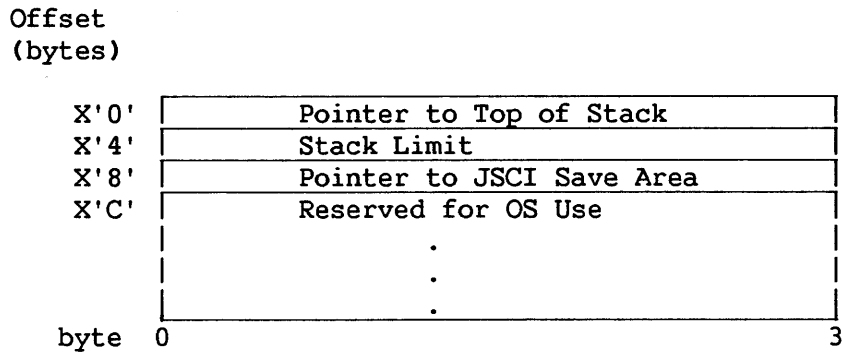 Offset
(bytes)
X'0' Pointer to Top of Stack
X'4' Stack Limit
X'8' Pointer to JSCI Save Area
X'C' Reserved for OS Use
.
.
.
byte 0 3